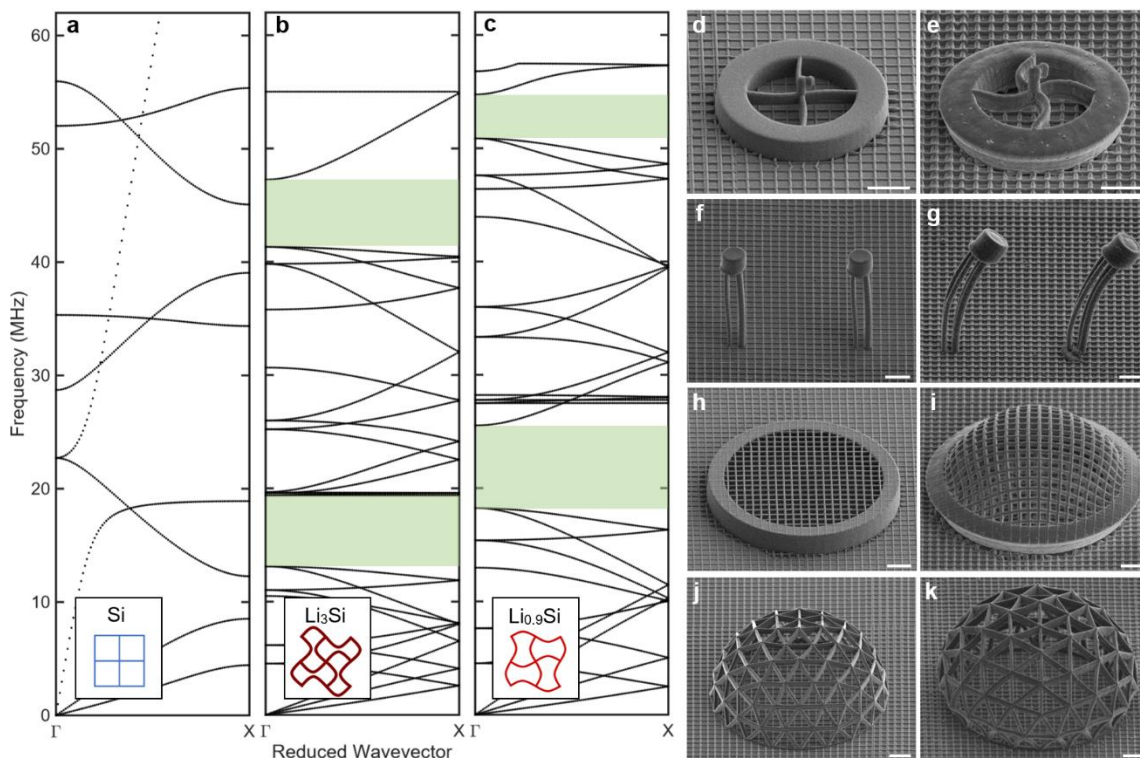 a
b
c
60
50
40
30
20
10
0
Frequency (MHz)
Si
Li₃Si
Li₀.₉Si
Γ
X
Γ
X
Γ
X
Reduced Wavevector
d
e
f
g
h
i
j
k